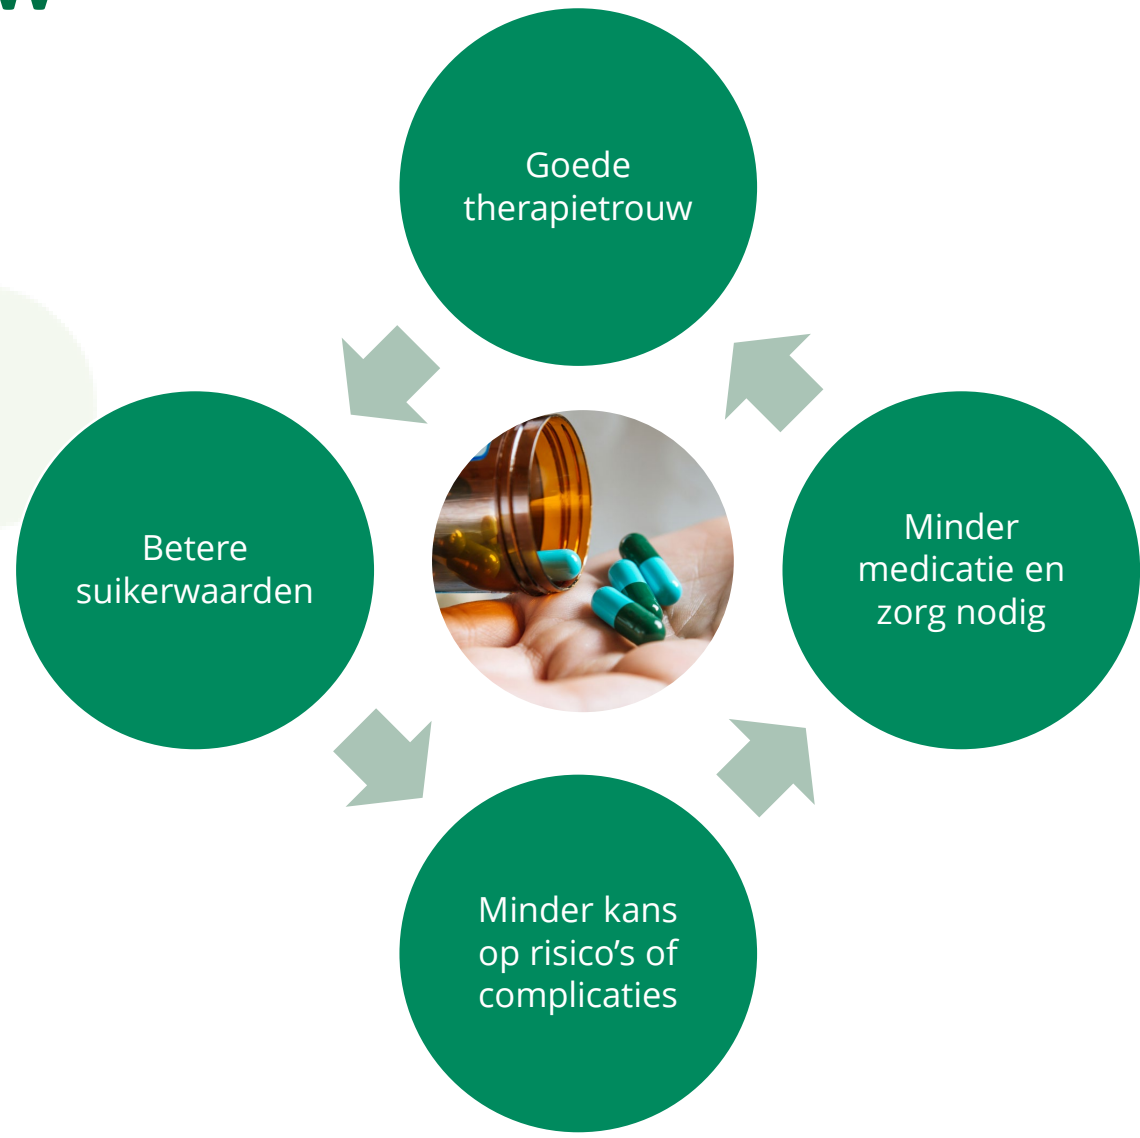 w
Goede
therapietrouw
Betere
suikerwaarden
Minder
medicatie en
zorg nodig
Minder kans
op risico’s of
complicaties